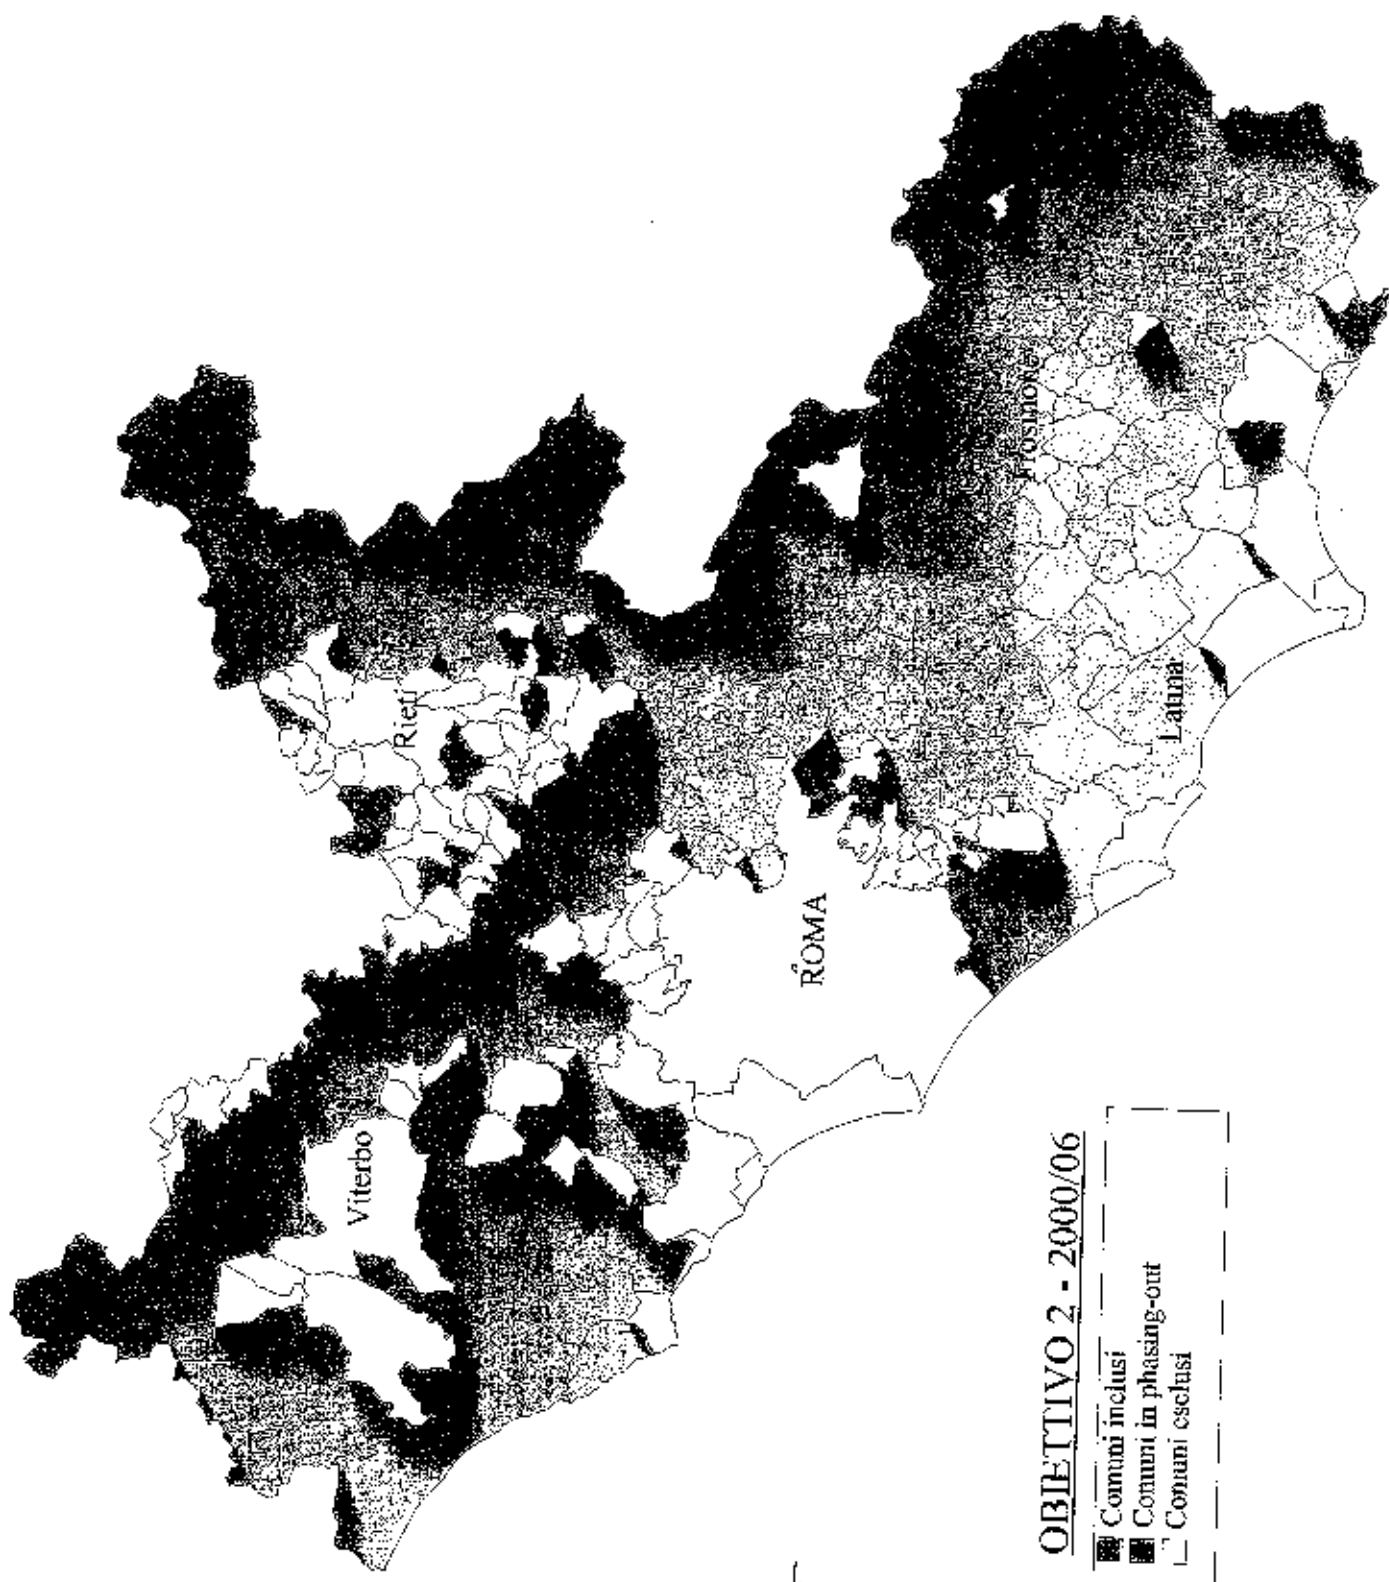 Viterbo
Rieti
ROMA
Frosinone
Latina
OBIETTIVO 2 - 2000/06
Comuni inclusi
Comuni in phasing-out
Comuni esclusi